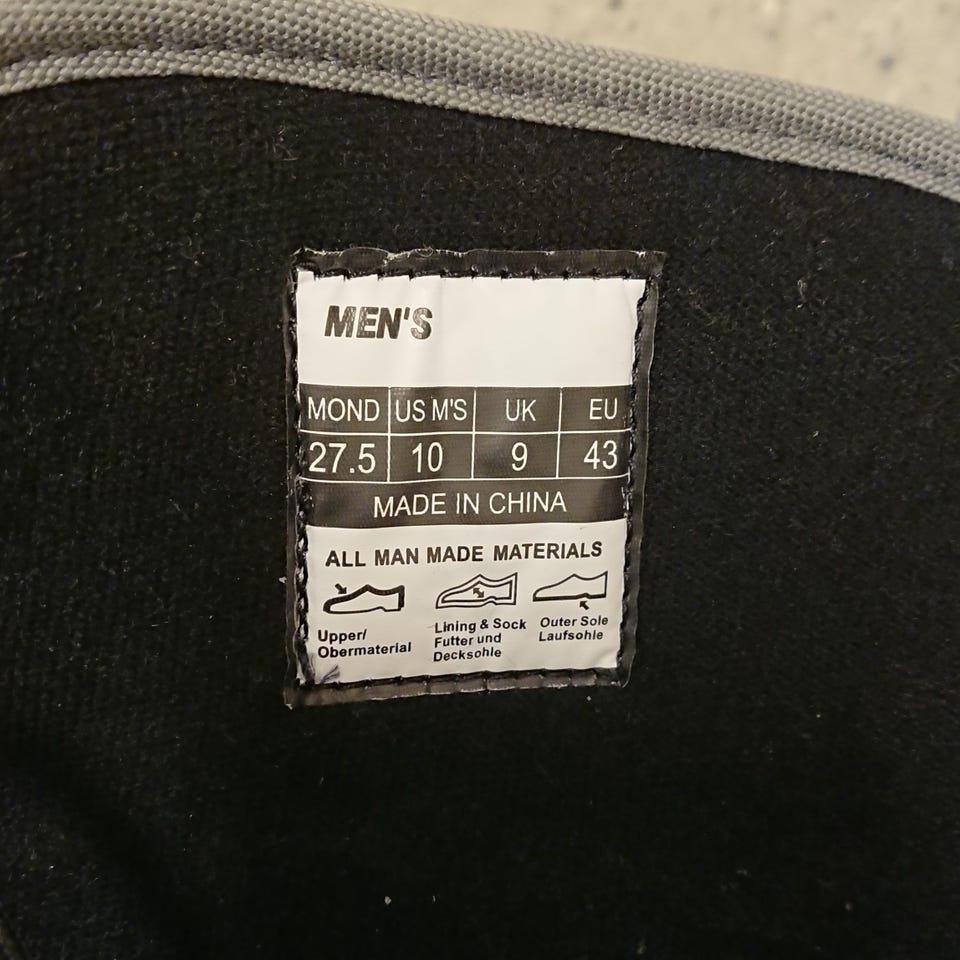 MEN'S
MOND US M'S UK EU
27.5 10 9 43
MADE IN CHINA
ALL MAN MADE MATERIALS
Upper/
Obermaterial
Lining & Sock
Futter und
Decksohle
Outer Sole
Laufsohle